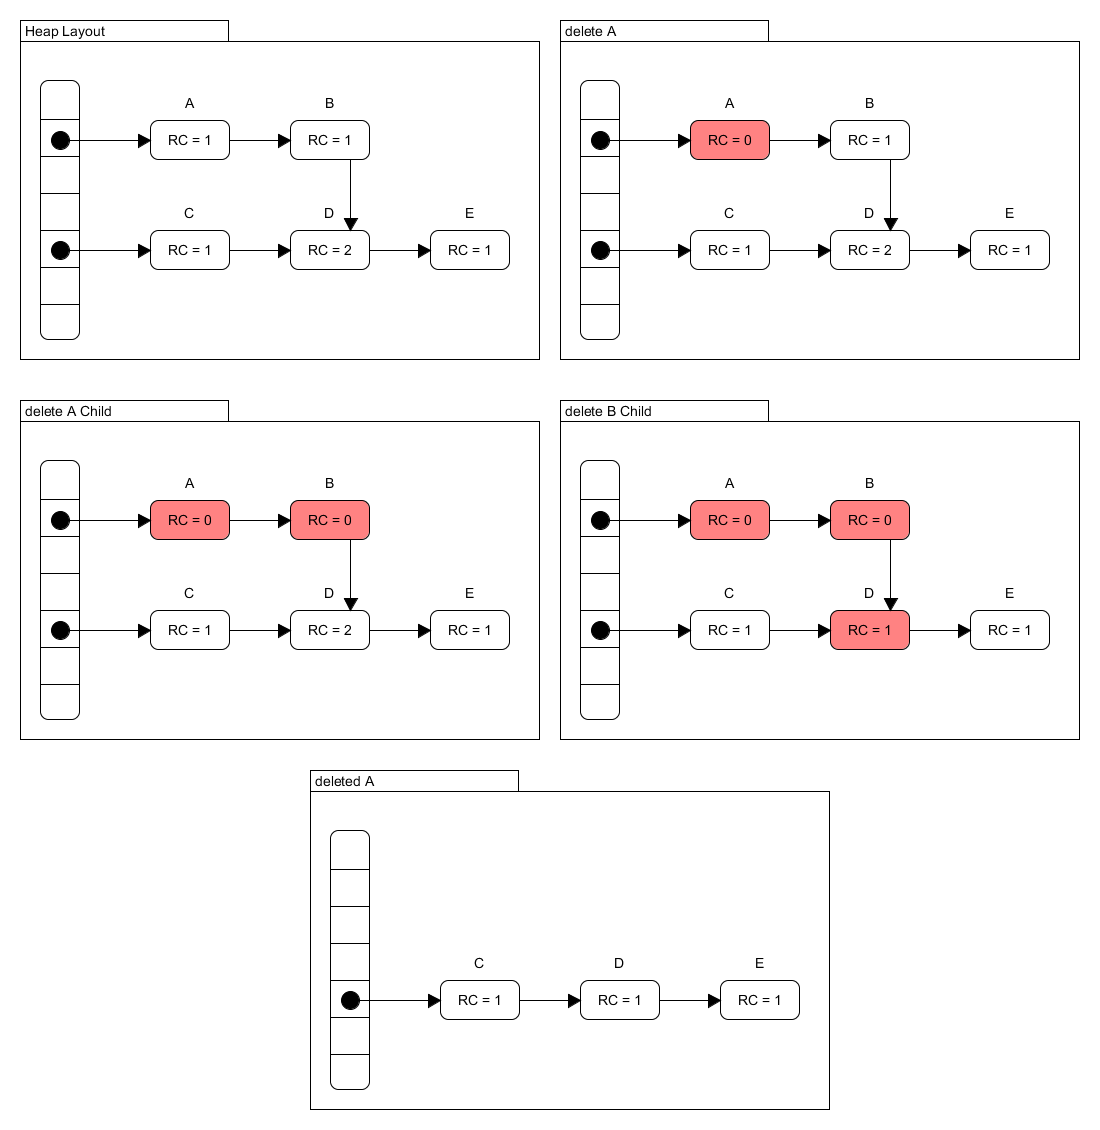 Heap Layout
A B
RC = 1 RC = 1
C D E
RC = 1 RC = 2 RC = 1
delete A
A B
RC = 0 RC = 1
C D E
RC = 1 RC = 2 RC = 1
delete A Child
A B
RC = 0 RC = 0
C D E
RC = 1 RC = 2 RC = 1
delete B Child
A B
RC = 0 RC = 0
C D E
RC = 1 RC = 1 RC = 1
deleted A
C D E
RC = 1 RC = 1 RC = 1